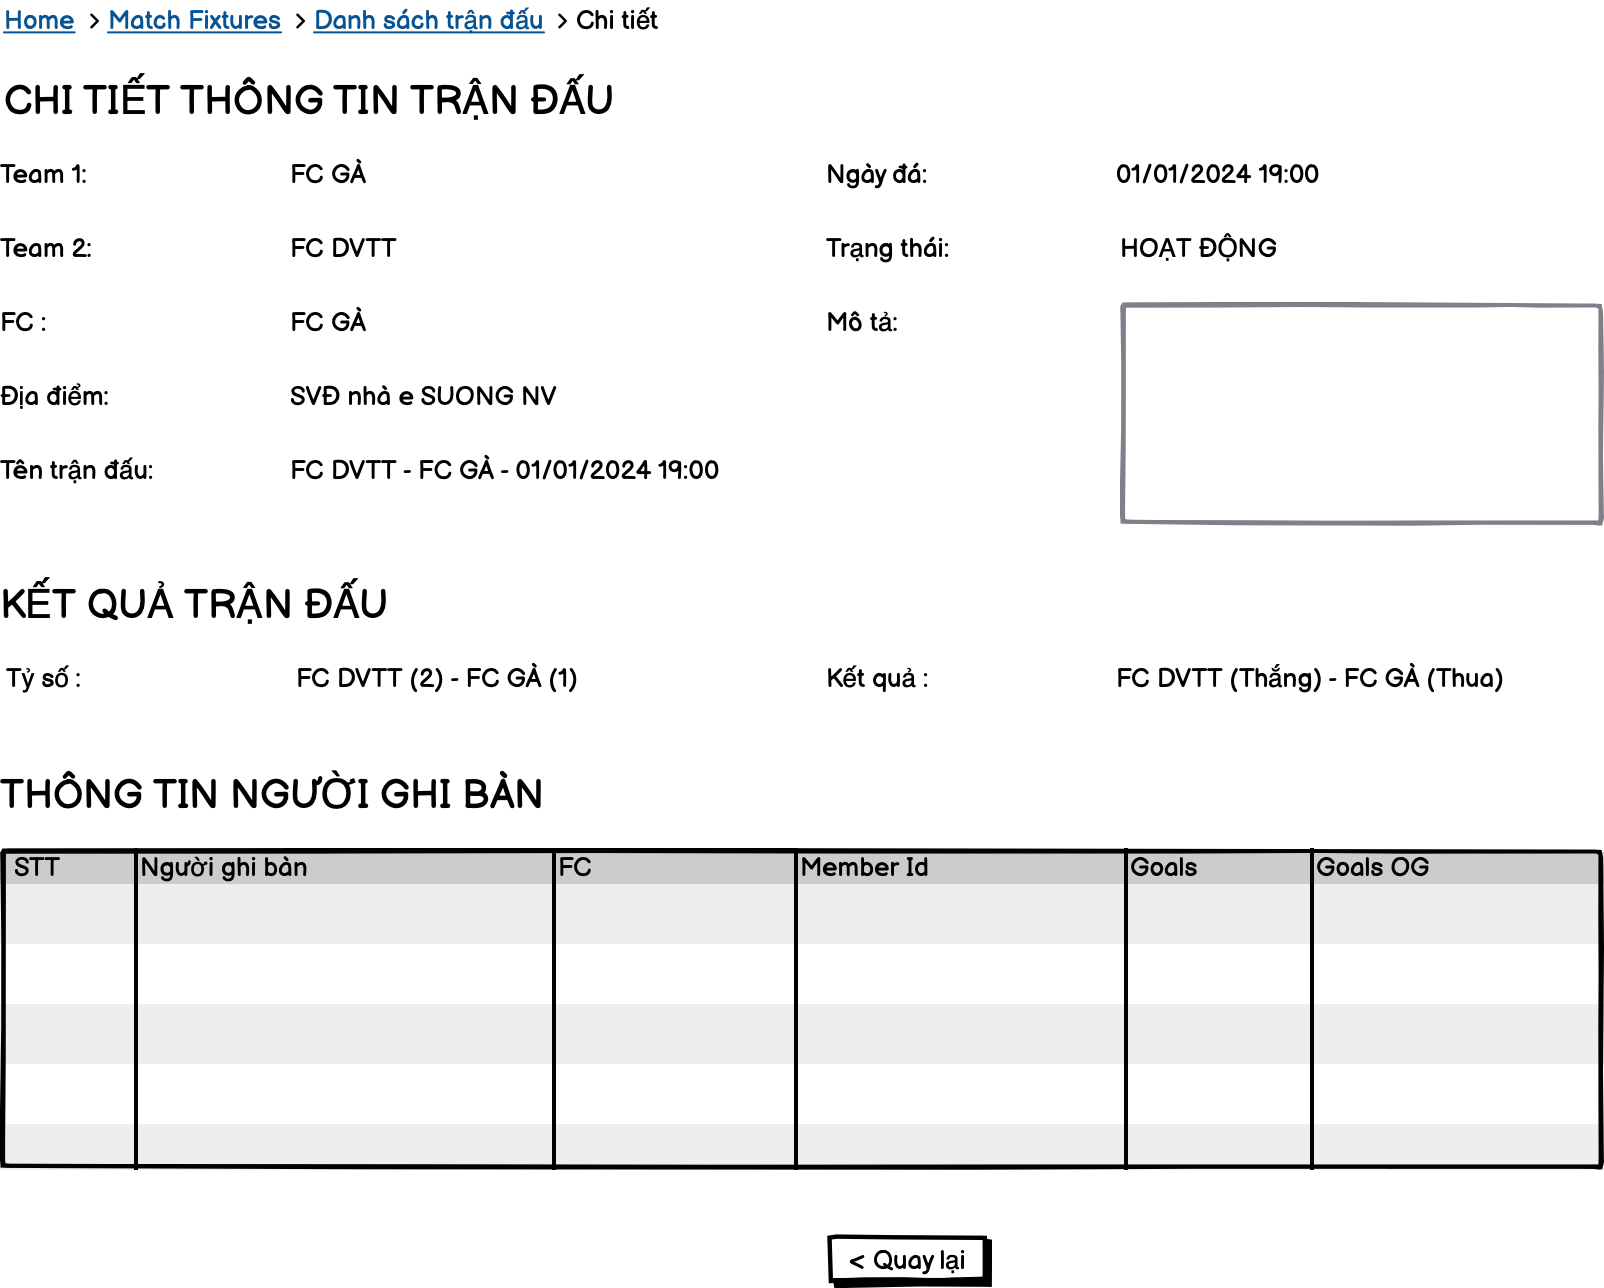 Home > Match Fixtures > Danh sách trận đấu > Chi tiết
CHI TIẾT THÔNG TIN TRẬN ĐẤU
Team 1: FC GÀ Ngày đá: 01/01/2024 19:00
Team 2: FC DVTT Trạng thái: HOẠT ĐỘNG
FC : FC GÀ Mô tả:
Địa điểm: SVĐ nhà e SUONG NV
Tên trận đấu: FC DVTT - FC GÀ - 01/01/2024 19:00
KẾT QUẢ TRẬN ĐẤU
Tỷ số : FC DVTT (2) - FC GÀ (1) Kết quả : FC DVTT (Thắng) - FC GÀ (Thua)
THÔNG TIN NGƯỜI GHI BÀN
STT Người ghi bàn FC Member Id Goals Goals OG
< Quay lại